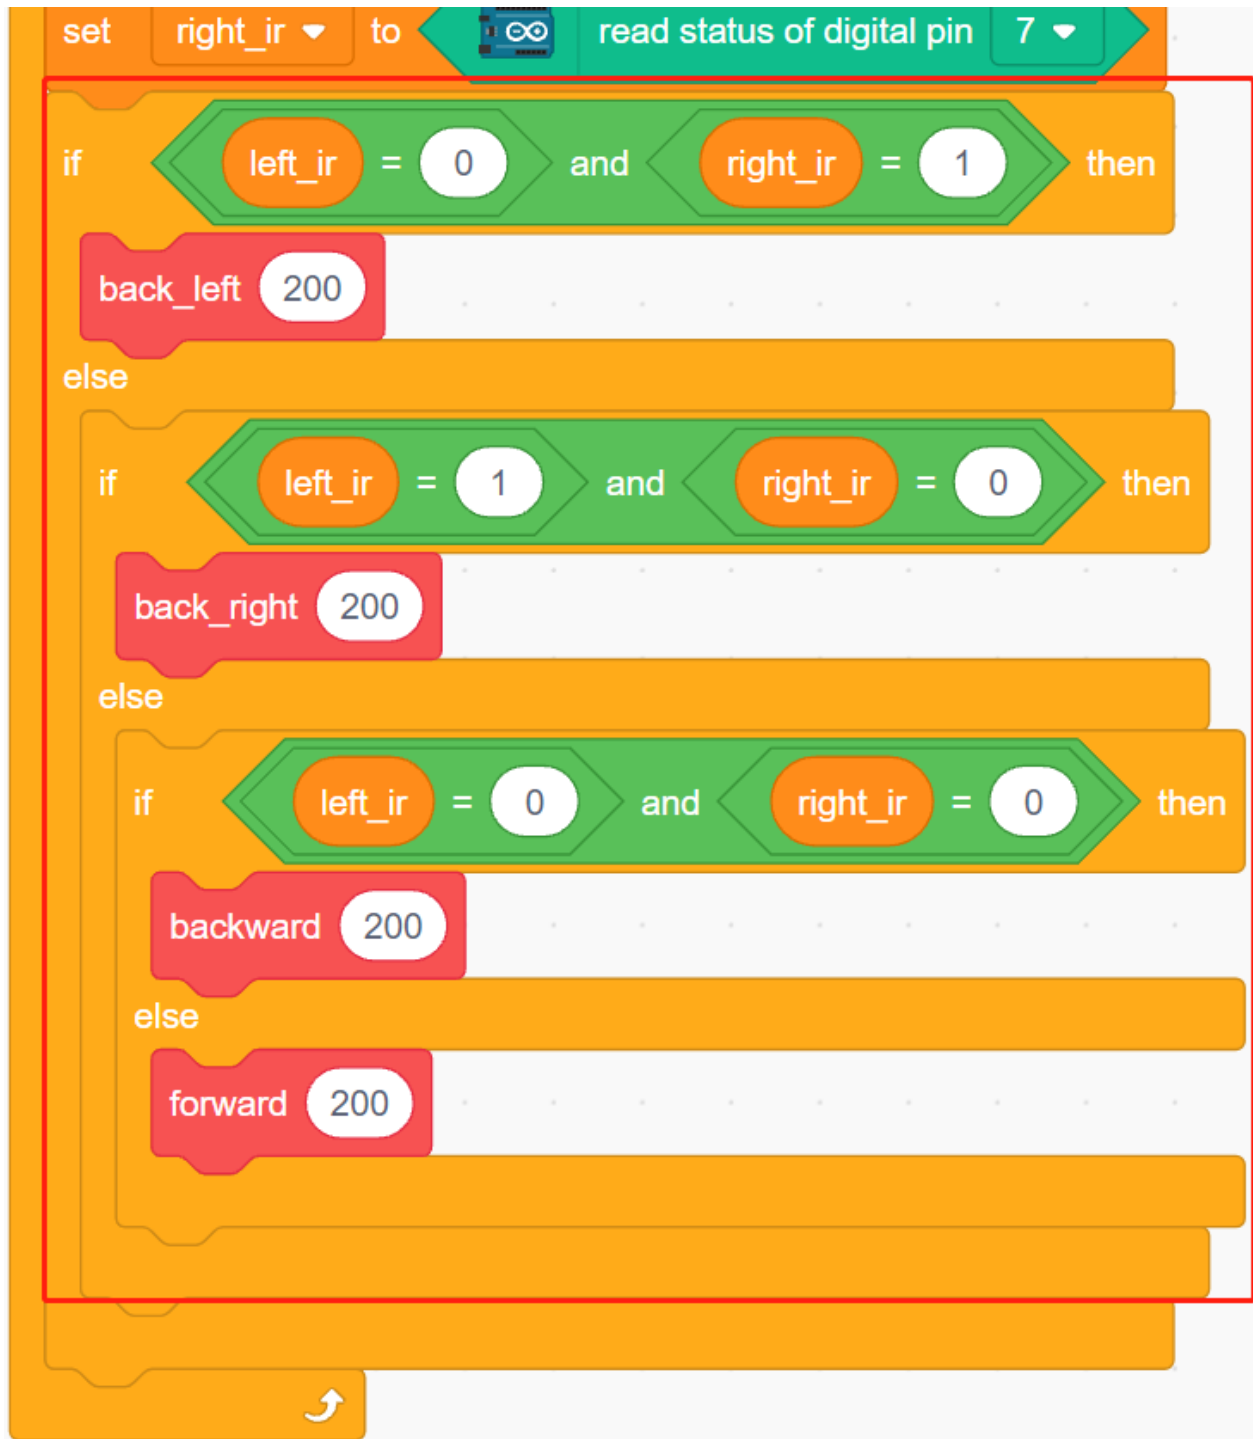 set right_ir to read status of digital pin 7
if left_ir = 0 and right_ir = 1 then
back_left 200
else
if left_ir = 1 and right_ir = 0 then
back_right 200
else
if left_ir = 0 and right_ir = 0 then
backward 200
else
forward 200